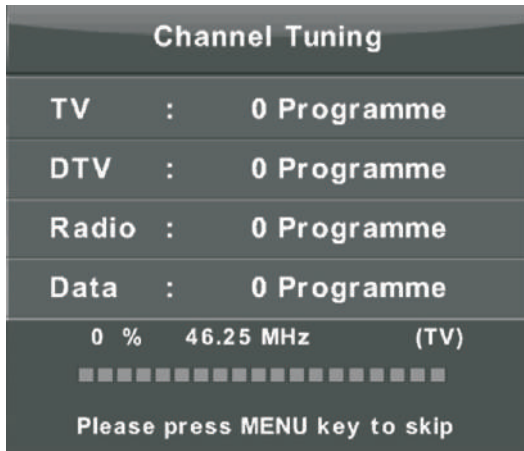 Channel Tuning
TV : 0 Programme
DTV : 0 Programme
Radio : 0 Programme
Data : 0 Programme
0 % 46.25 MHz (TV)
Please press MENU key to skip